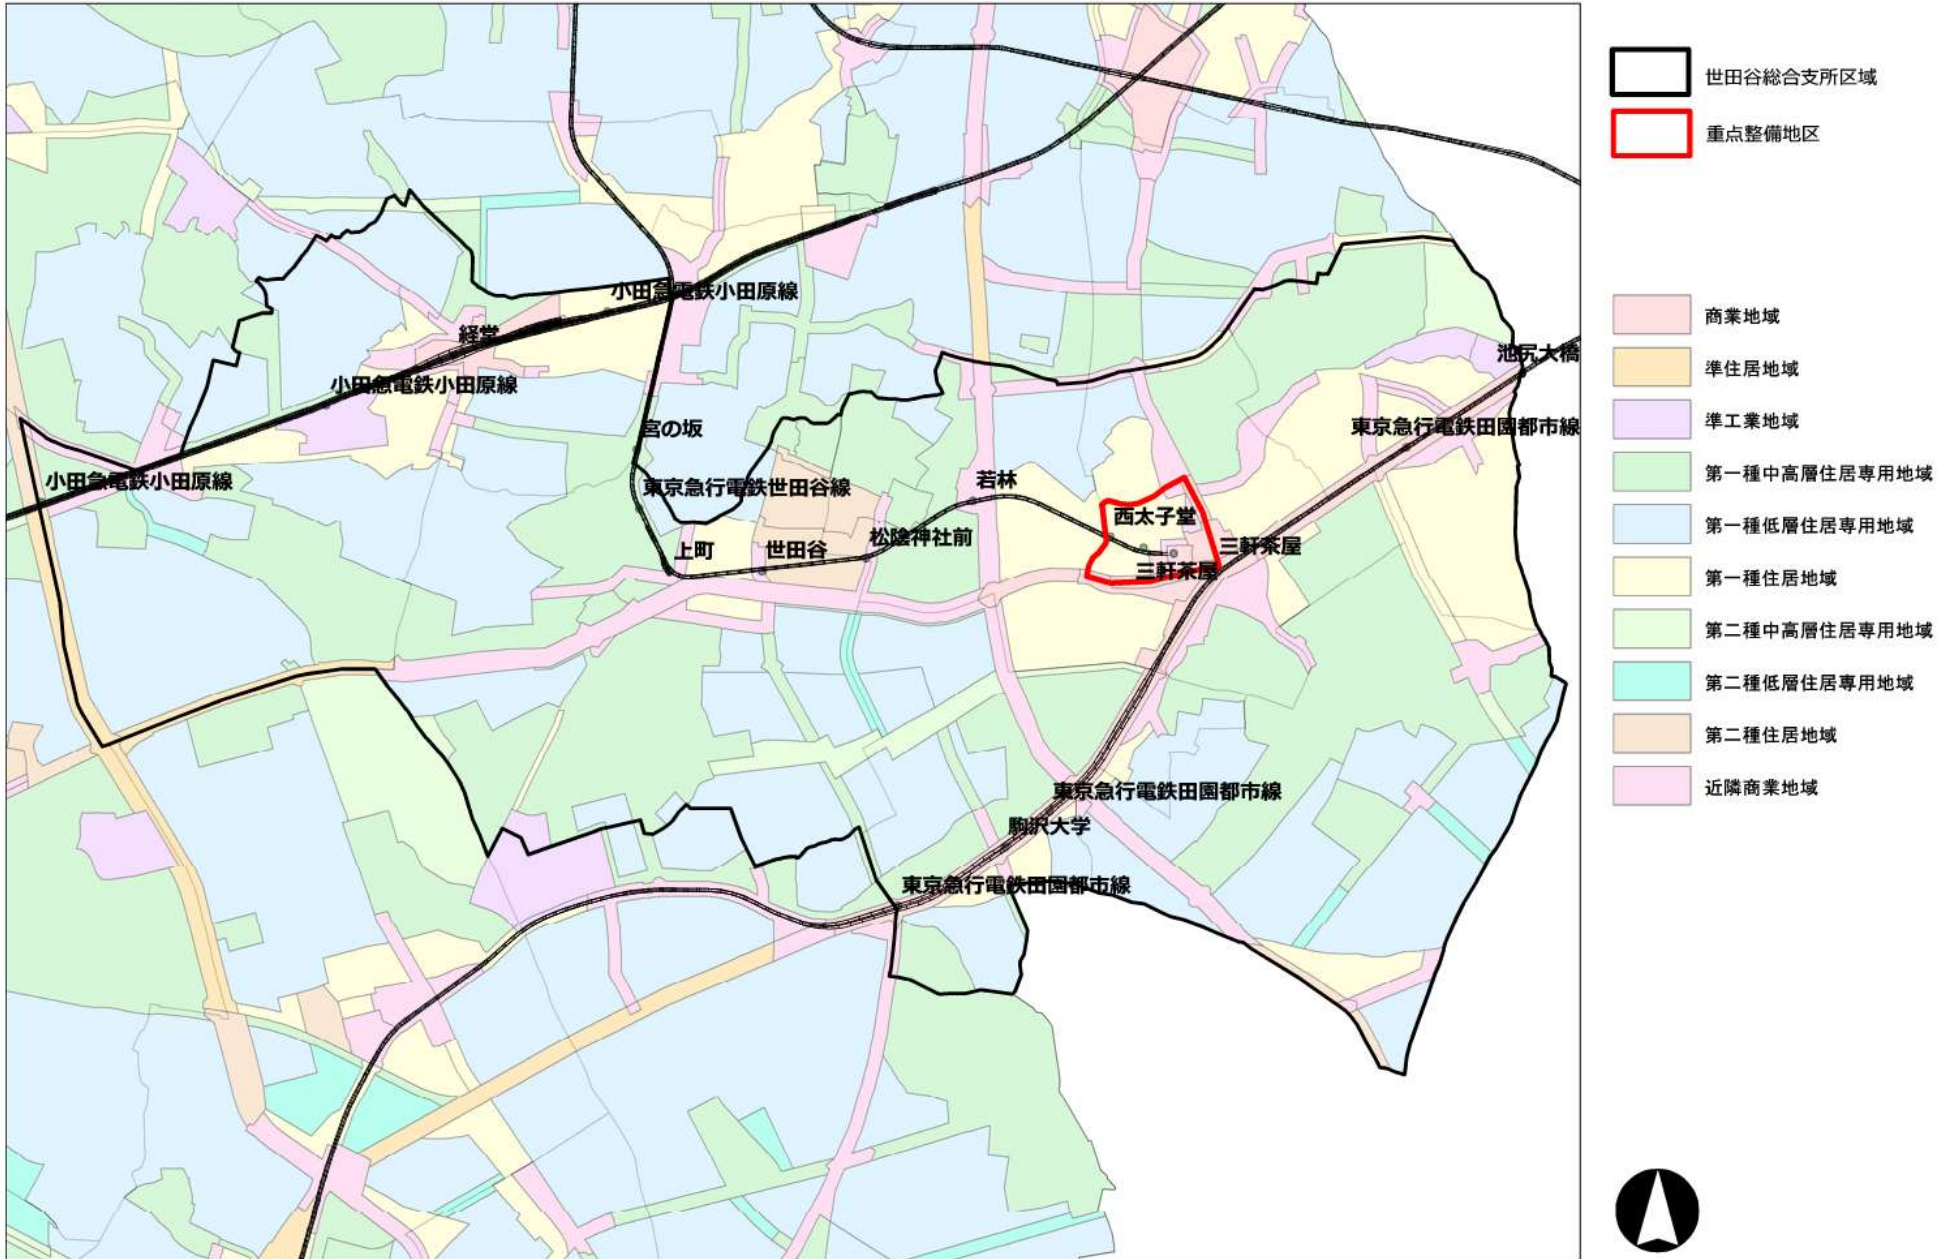 世田谷総合支所区域
重点整備地区
小田急電鉄小田原線
経堂
池尻大橋
小田急電鉄小田原線
宮の坂
東京急行電鉄田園都市線
小田急電鉄小田原線
東京急行電鉄世田谷線
若林
西太子堂
松陰神社前
上町
世田谷
三軒茶屋
三軒茶屋
東京急行電鉄田園都市線
駒沢大学
東京急行電鉄田園都市線
商業地域
準住居地域
準工業地域
第一種中高層住居専用地域
第一種低層住居専用地域
第一種住居地域
第二種中高層住居専用地域
第二種低層住居専用地域
第二種住居地域
近隣商業地域